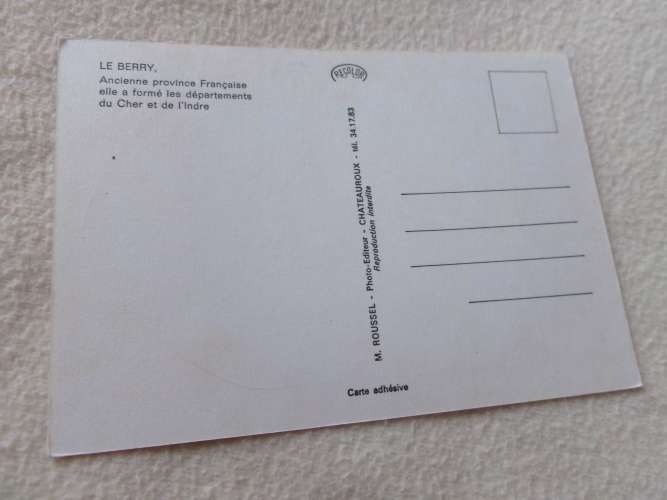 LE BERRY,
Ancienne province Française
elle a formé les départements
du Cher et de l'Indre
RECOLOR
M. ROUSSEL - Photo-Editeur - CHATEAUROUX - tél. 34.17.63
Reproduction interdite
Carte adhésive